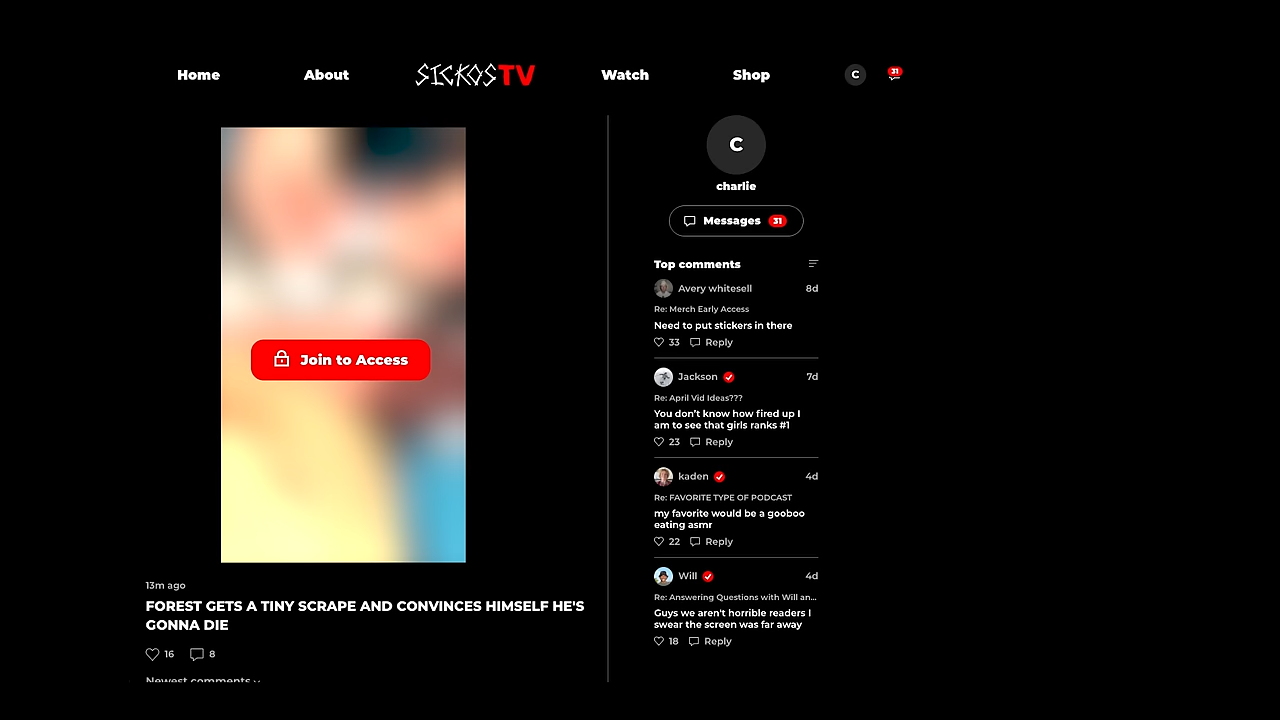 Home
About
SICKOSTV
Watch
Shop
C
31
Join to Access
13m ago
FOREST GETS A TINY SCRAPE AND CONVINCES HIMSELF HE'S
GONNA DIE
16
8
Newest comments
C
charlie
Messages 31
Top comments
Avery whitesell 8d
Re: Merch Early Access
Need to put stickers in there
33 Reply
Jackson 7d
Re: April Vid Ideas???
You don't know how fired up I
am to see that girls ranks #1
23 Reply
kaden 4d
Re: FAVORITE TYPE OF PODCAST
my favorite would be a gooboo
eating asmr
22 Reply
Will 4d
Re: Answering Questions with Will an...
Guys we aren't horrible readers I
swear the screen was far away
18 Reply